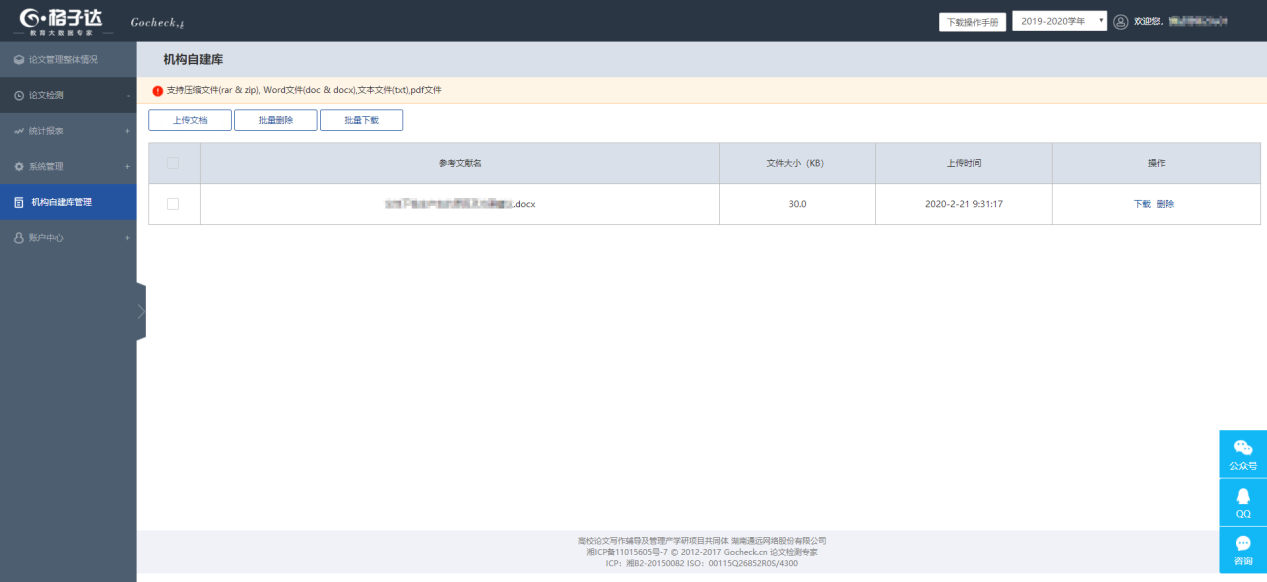 格子达
教育大数据专家
Gocheck.
下载操作手册
2019-2020学年
欢迎您,
论文管理整体情况
论文检测 -
统计报表 +
系统管理 +
机构自建库管理
账户中心 +
机构自建库
支持压缩文件(rar & zip), Word文件(doc & docx),文本文件(txt),pdf文件
上传文档 批量删除 批量下载
参考文献名 文件大小（KB） 上传时间 操作
.docx 30.0 2020-2-21 9:31:17 下载 删除
公众号
QQ
咨询
高校论文写作辅导及管理产学研项目共同体 湖南通远网络股份有限公司
湘ICP备11015605号-7 © 2012-2017 Gocheck.cn 论文检测专家
ICP：湘B2-20150082 ISO：00115Q26852R0S/4300